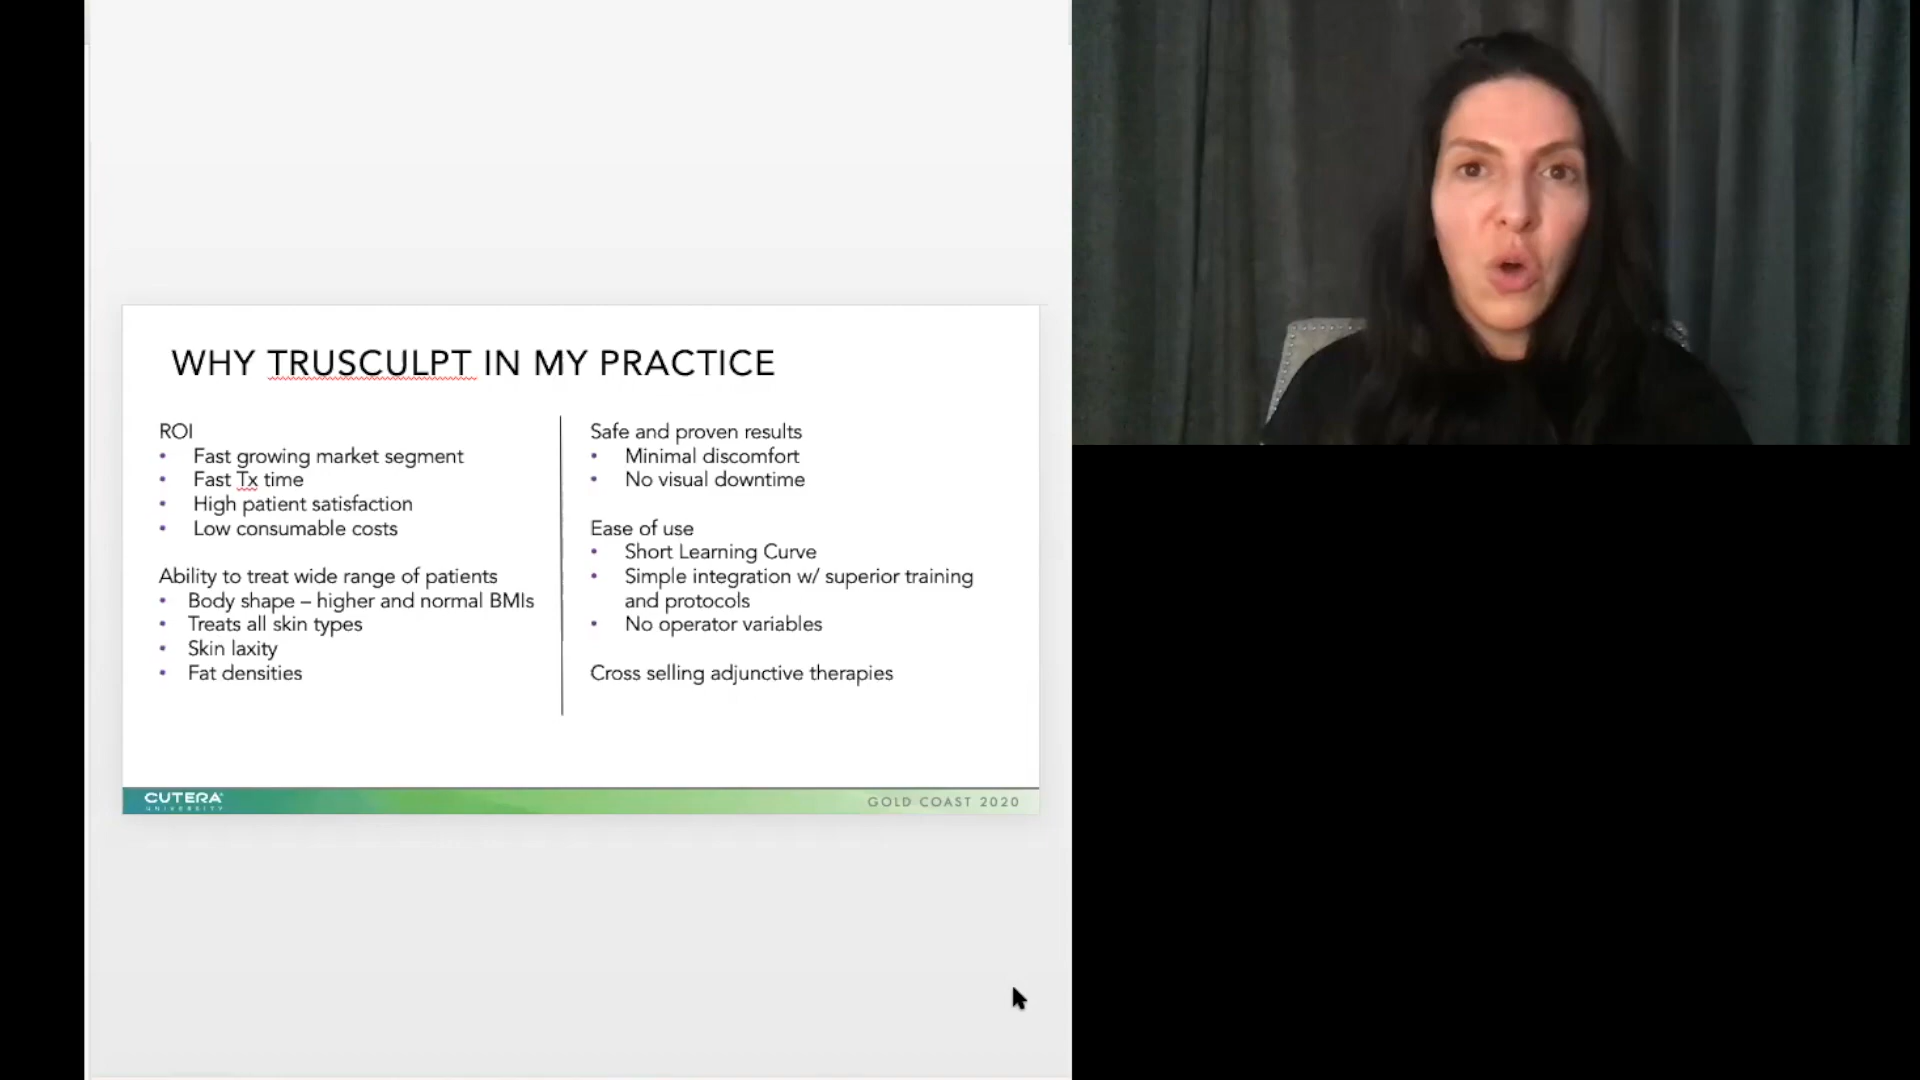 WHY TRUSCULPT IN MY PRACTICE
ROI
• Fast growing market segment
• Fast Tx time
• High patient satisfaction
• Low consumable costs
Ability to treat wide range of patients
• Body shape – higher and normal BMIs
• Treats all skin types
• Skin laxity
• Fat densities
Safe and proven results
• Minimal discomfort
• No visual downtime
Ease of use
• Short Learning Curve
• Simple integration w/ superior training
and protocols
• No operator variables
Cross selling adjunctive therapies
CUTERA
UNIVERSITY
GOLD COAST 2020